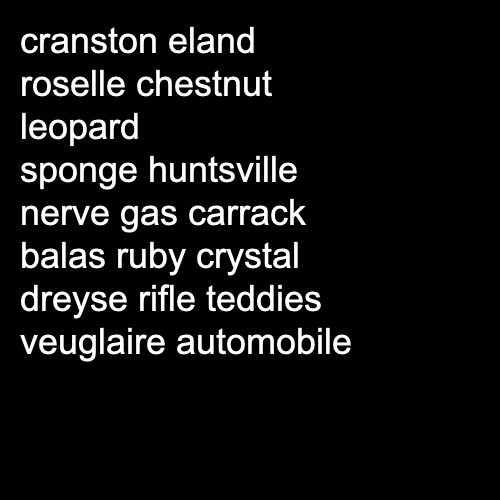 cranston eland
roselle chestnut
leopard
sponge huntsville
nerve gas carrack
balas ruby crystal
dreyse rifle teddies
veuglaire automobile